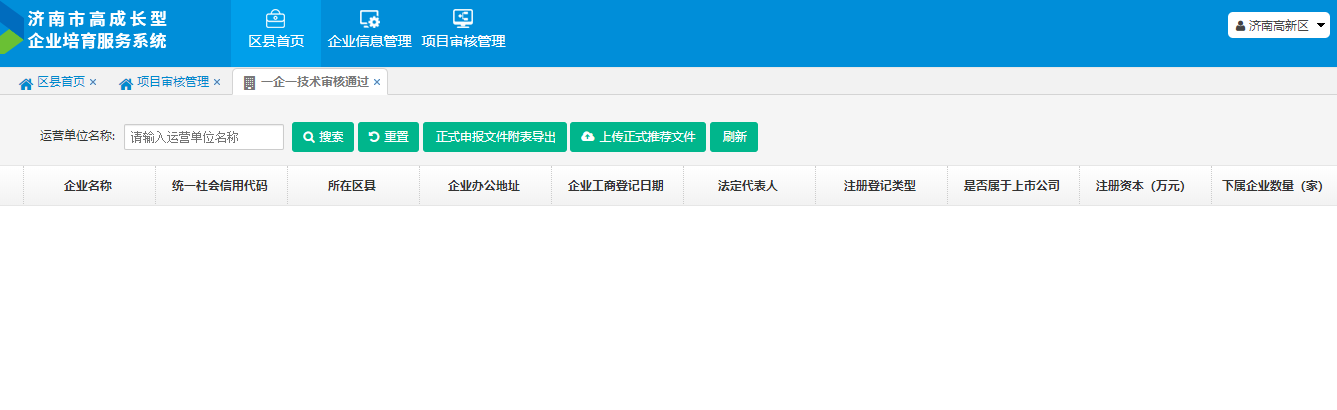 济南市高成长型
企业培育服务系统
区县首页
企业信息管理
项目审核管理
济南高新区
区县首页 ×
项目审核管理 ×
一企一技术审核通过 ×
运营单位名称: 请输入运营单位名称 搜索 重置 正式申报文件附表导出 上传正式推荐文件 刷新
企业名称 统一社会信用代码 所在区县 企业办公地址 企业工商登记日期 法定代表人 注册登记类型 是否属于上市公司 注册资本（万元） 下属企业数量（家）